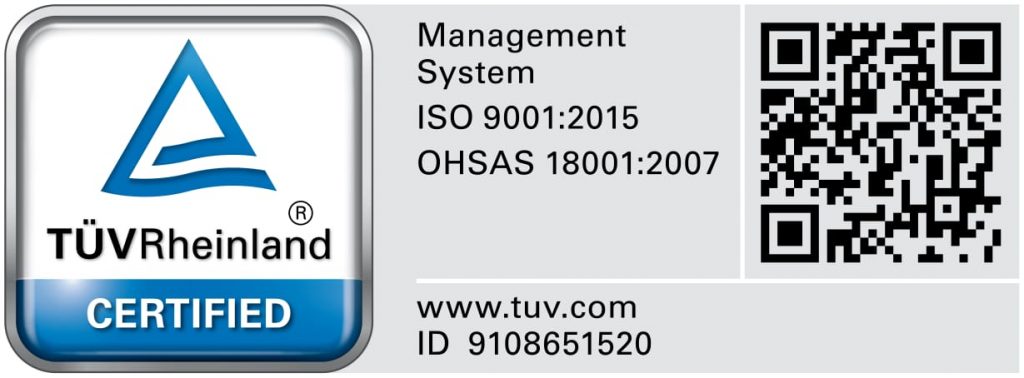 TÜVRheinland®
CERTIFIED
Management
System
ISO 9001:2015
OHSAS 18001:2007
www.tuv.com
ID 9108651520